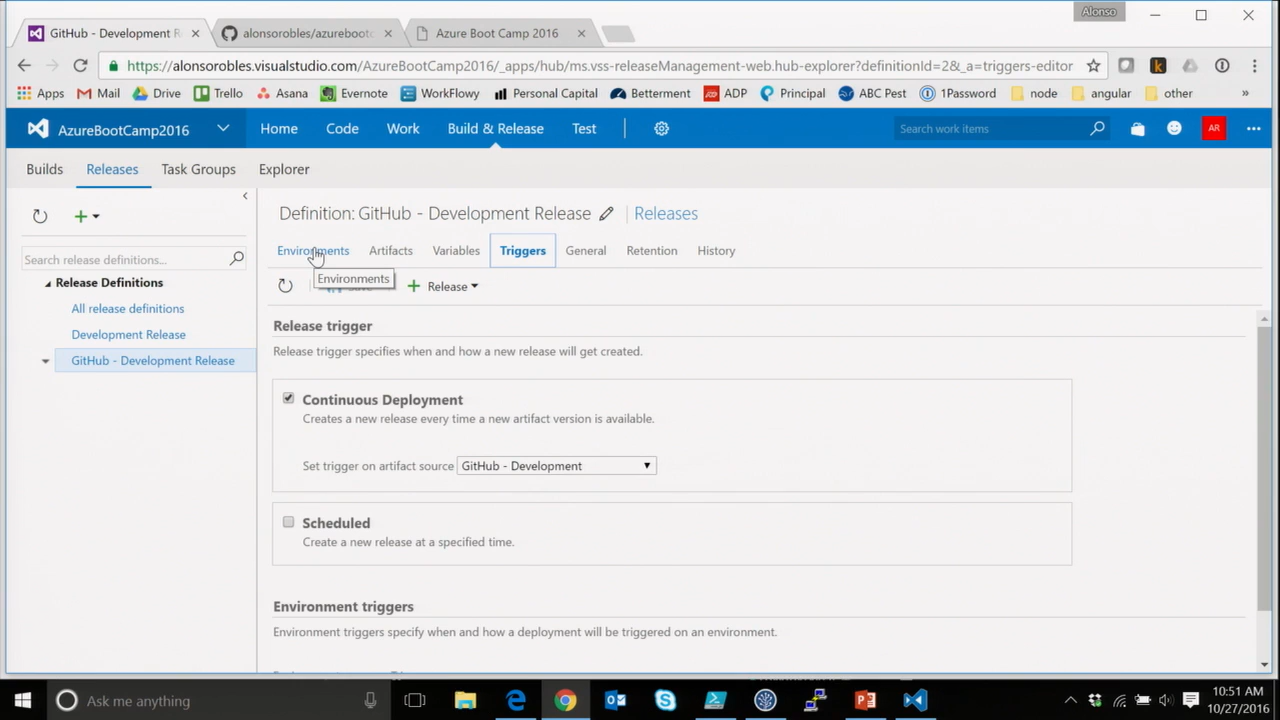 Alonso
GitHub - Development R
alonsorobles/azurebootc
Azure Boot Camp 2016
https://alonsorobles.visualstudio.com/AzureBootCamp2016/_apps/hub/ms.vss-releaseManagement-web.hub-explorer?definitionId=2&_a=triggers-editor
Apps Mail Drive Trello Asana Evernote WorkFlowy Personal Capital Betterment ADP Principal ABC Pest 1Password node angular other »
AzureBootCamp2016 Home Code Work Build & Release Test Search work items AR
Builds Releases Task Groups Explorer
Definition: GitHub - Development Release | Releases
Environments Artifacts Variables Triggers General Retention History
Search release definitions...
Environments
Release
Release Definitions
All release definitions
Development Release
GitHub - Development Release
Release trigger
Release trigger specifies when and how a new release will get created.
Continuous Deployment
Creates a new release every time a new artifact version is available.
Set trigger on artifact source GitHub - Development
Scheduled
Create a new release at a specified time.
Environment triggers
Environment triggers specify when and how a deployment will be triggered on an environment.
Ask me anything
10:51 AM
10/27/2016